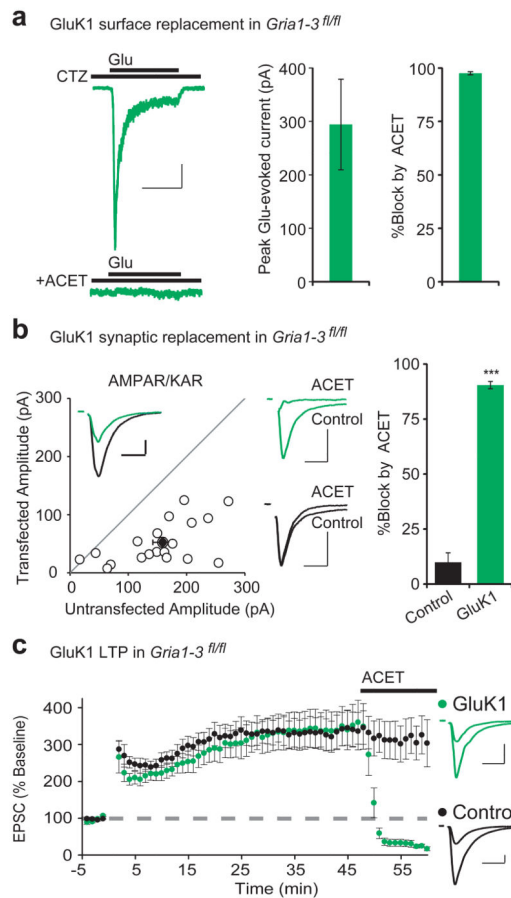 a GluK1 surface replacement in Gria1-3 fl/fl
Glu
CTZ
Glu
+ACET
Peak Glu-evoked current (pA)
400
300
200
100
0
%Block by ACET
100
75
50
25
0
b GluK1 synaptic replacement in Gria1-3 fl/fl
AMPAR/KAR
Transfected Amplitude (pA)
300
200
100
0
0
100
200
300
Untransfected Amplitude (pA)
ACET
Control
ACET
Control
%Block by ACET
100
75
50
25
0
***
Control
GluK1
c GluK1 LTP in Gria1-3 fl/fl
ACET
EPSC (% Baseline)
400
300
200
100
0
-5 5 15 25 35 45 55
Time (min)
GluK1
Control